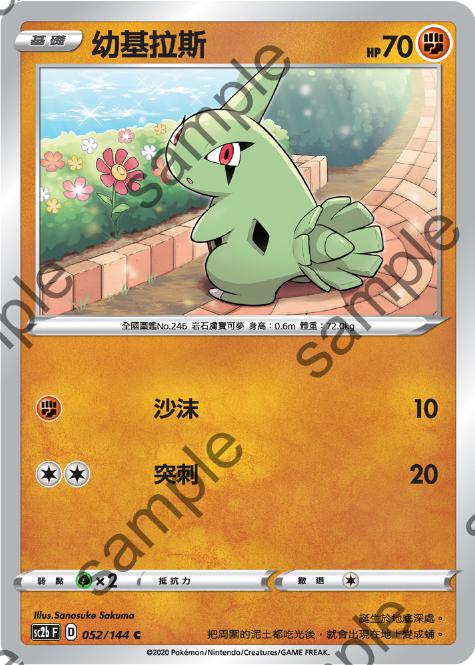 基礎 幼基拉斯 HP70
全國圖鑑No.246 岩石膚寶可夢 身高：0.6m 體重：72.0kg
沙沫 10
突刺 20
弱點 ×2 抵抗力 撤退
Illus.Sanosuke Sakuma
誕生於地底深處。
sc2b F D 052/144 C
把周圍的泥土都吃光後，就會出現在地上變成蛹。
©2020 Pokémon/Nintendo/Creatures/GAME FREAK.
sample
sample
sample
sample
sample